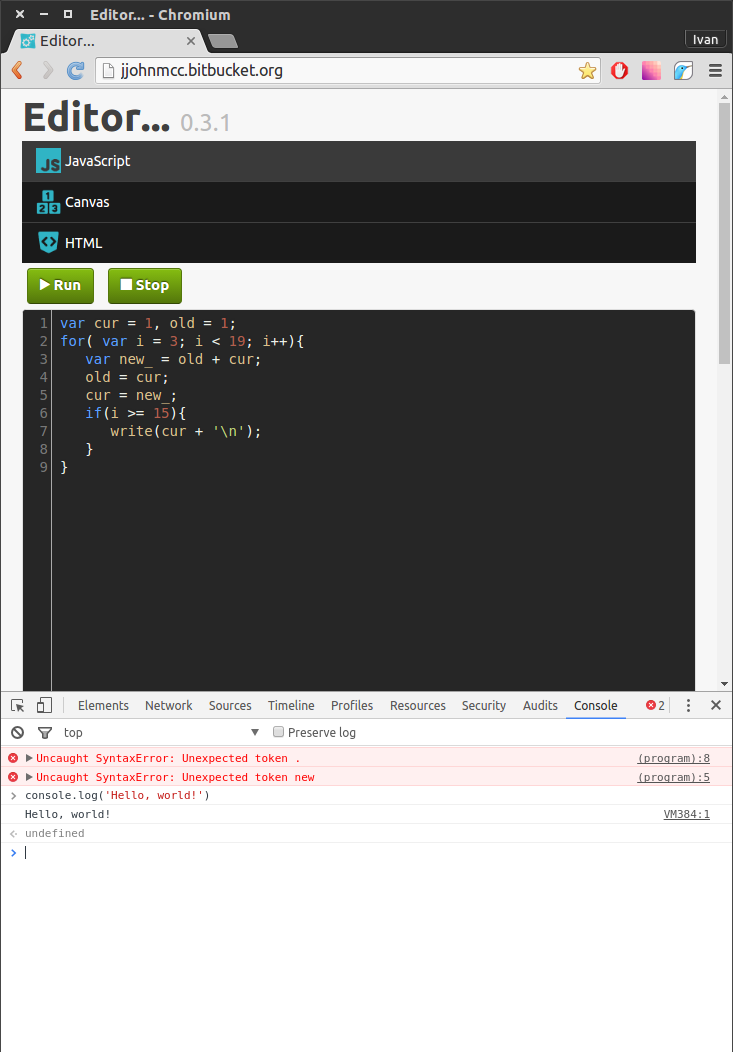 Editor... - Chromium
Editor...
Ivan
jjohnmcc.bitbucket.org
Editor... 0.3.1
JS JavaScript
1 2 3 Canvas
HTML
Run Stop
1 var cur = 1, old = 1;
2 for( var i = 3; i < 19; i++){
3 var new_ = old + cur;
4 old = cur;
5 cur = new_;
6 if(i >= 15){
7 write(cur + '\n');
8 }
9 }
Elements Network Sources Timeline Profiles Resources Security Audits Console 2
top Preserve log
Uncaught SyntaxError: Unexpected token . (program):8
Uncaught SyntaxError: Unexpected token new (program):5
> console.log('Hello, world!')
Hello, world! VM384:1
undefined
>